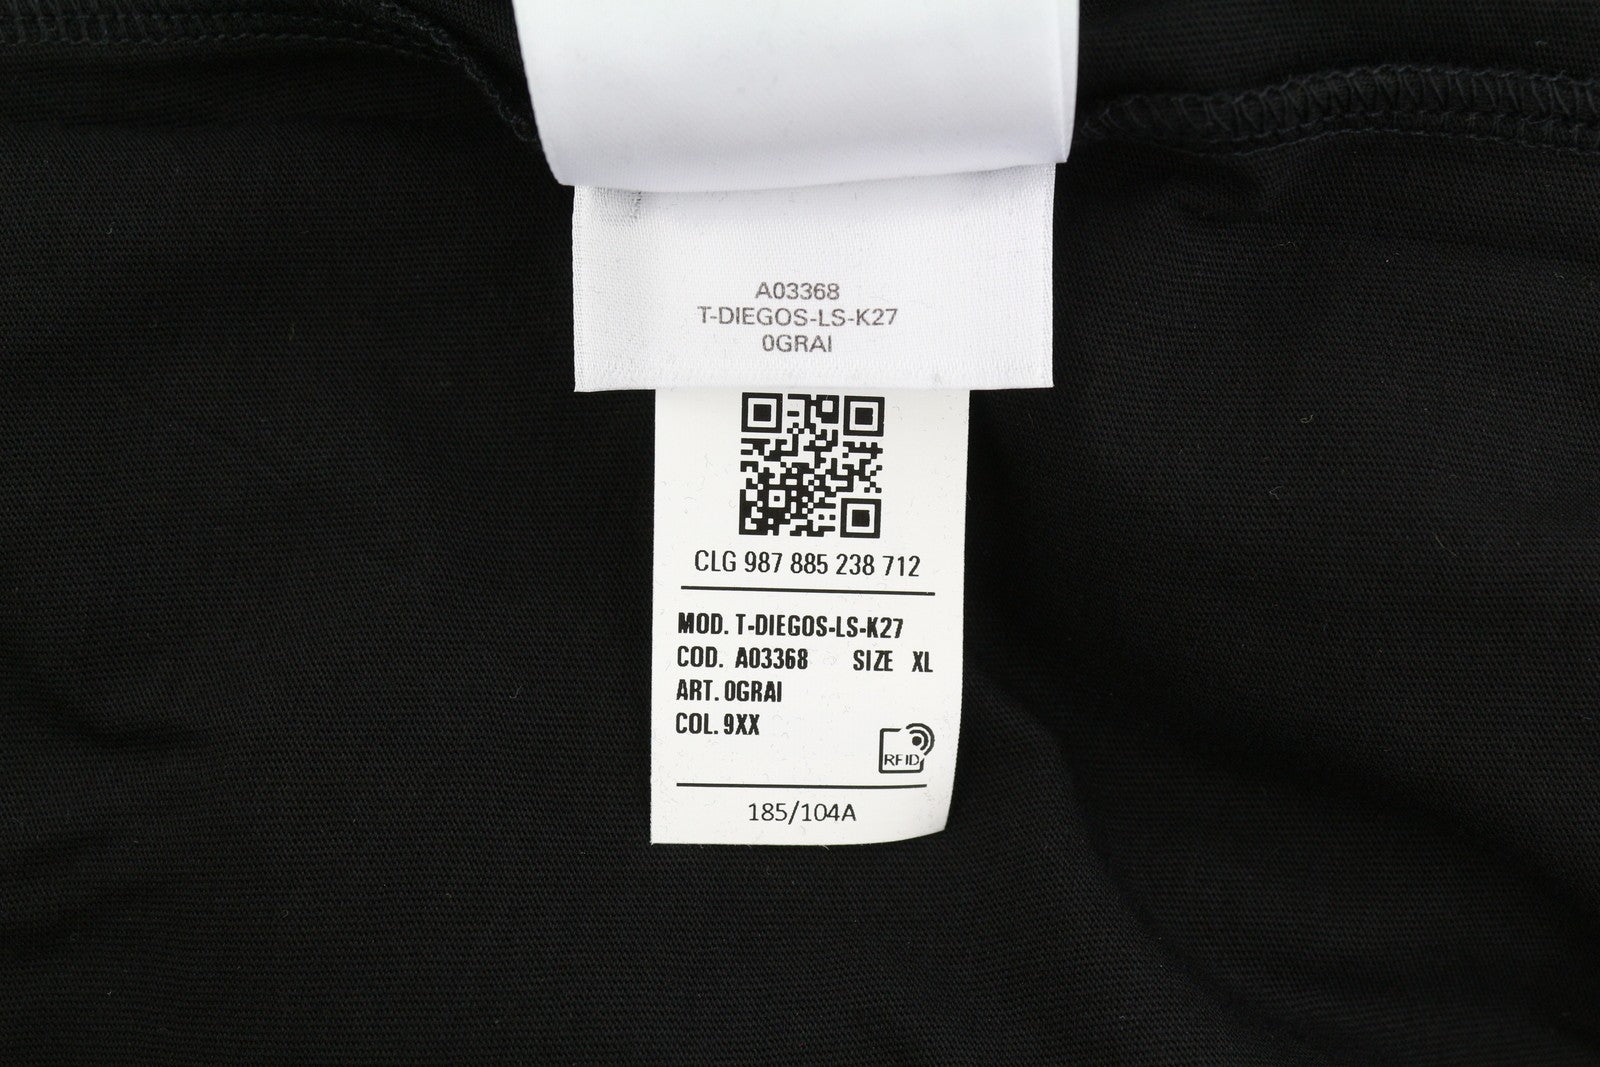 A03368
T-DIEGOS-LS-K27
0GRAI
CLG 987 885 238 712
MOD. T-DIEGOS-LS-K27
COD. A03368 SIZE XL
ART. 0GRAI
COL. 9XX
RFID
185/104A